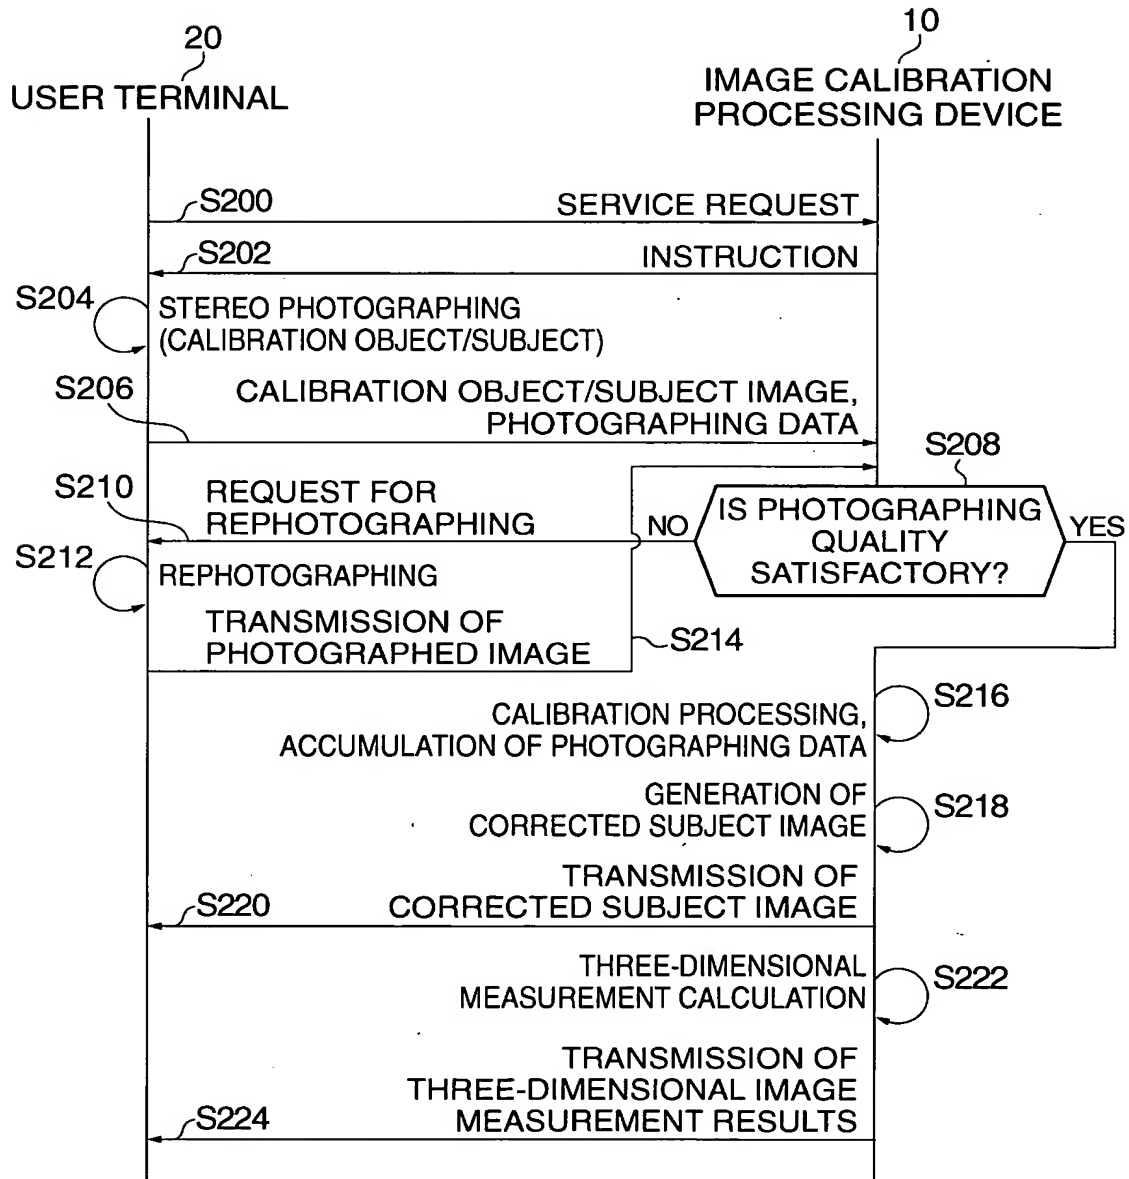 20
USER TERMINAL
10
IMAGE CALIBRATION
PROCESSING DEVICE
S200
SERVICE REQUEST
S202
INSTRUCTION
S204
STEREO PHOTOGRAPHING
(CALIBRATION OBJECT/SUBJECT)
S206
CALIBRATION OBJECT/SUBJECT IMAGE,
PHOTOGRAPHING DATA
S208
IS PHOTOGRAPHING
QUALITY
SATISFACTORY?
NO
YES
S210
REQUEST FOR
REPHOTOGRAPHING
S212
REPHOTOGRAPHING
TRANSMISSION OF
PHOTOGRAPHED IMAGE
S214
CALIBRATION PROCESSING,
ACCUMULATION OF PHOTOGRAPHING DATA
S216
GENERATION OF
CORRECTED SUBJECT IMAGE
S218
TRANSMISSION OF
CORRECTED SUBJECT IMAGE
S220
THREE-DIMENSIONAL
MEASUREMENT CALCULATION
S222
TRANSMISSION OF
THREE-DIMENSIONAL IMAGE
MEASUREMENT RESULTS
S224